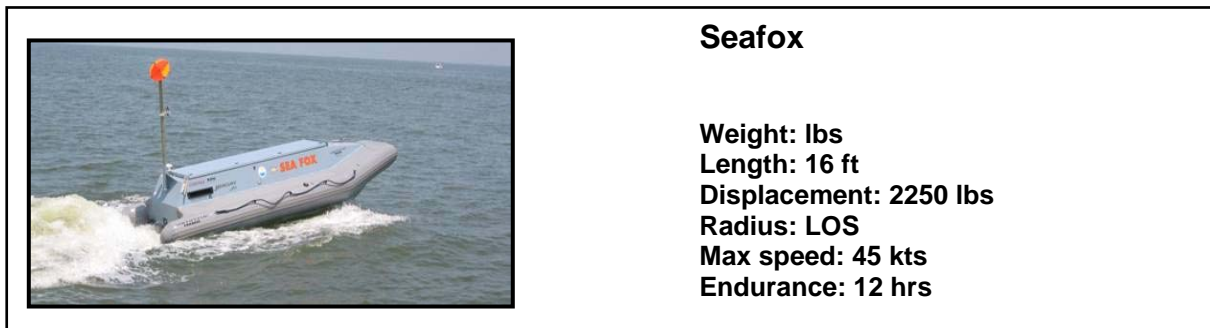 Seafox
SEA FOX
Weight: lbs
Length: 16 ft
Displacement: 2250 lbs
Radius: LOS
Max speed: 45 kts
Endurance: 12 hrs